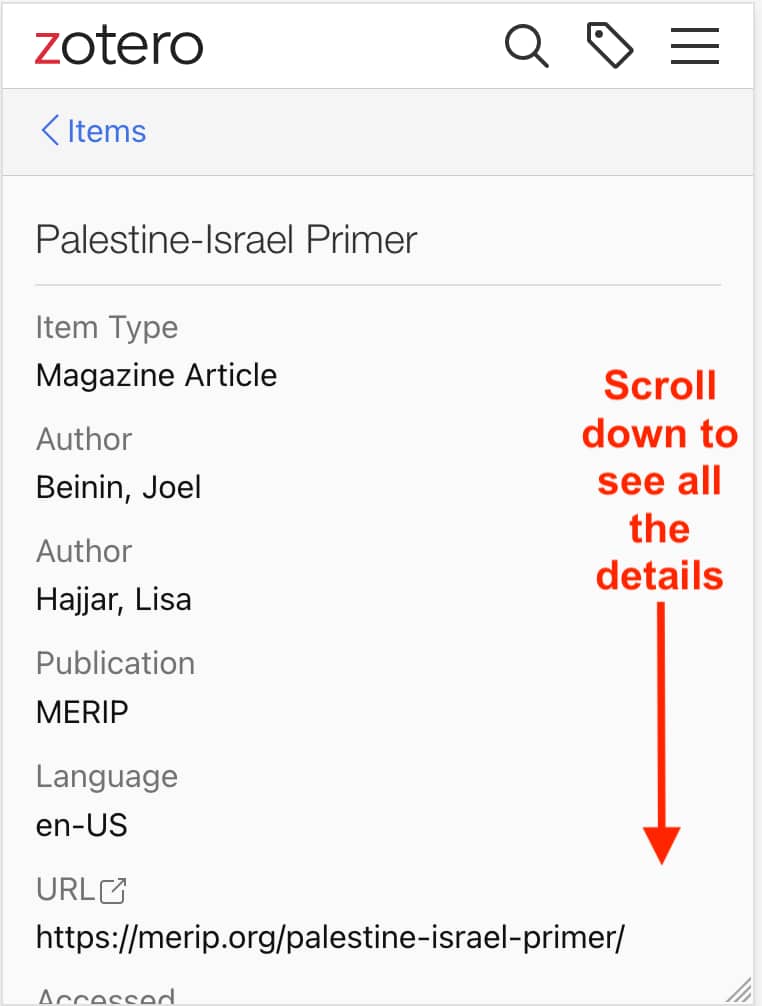 zotero
Items
Palestine-Israel Primer
Item Type
Magazine Article
Author
Beinin, Joel
Author
Hajjar, Lisa
Publication
MERIP
Language
en-US
URL
https://merip.org/palestine-israel-primer/
Accessed
Scroll
down to
see all
the
details